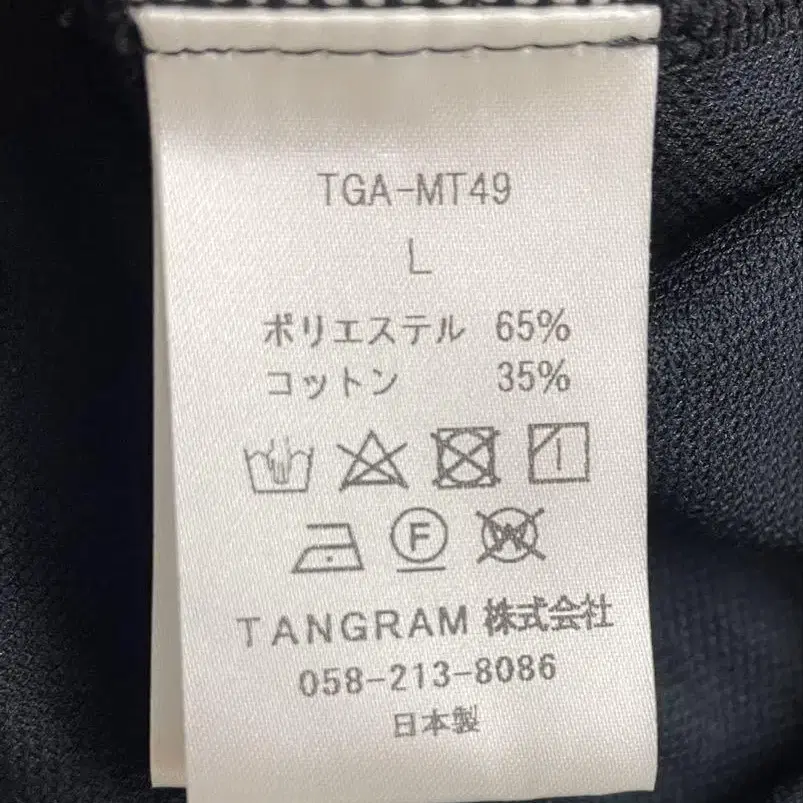 TGA-MT49
L
ポリエステル 65%
コットン 35%
F W
TANGRAM 株式会社
058-213-8086
日本製